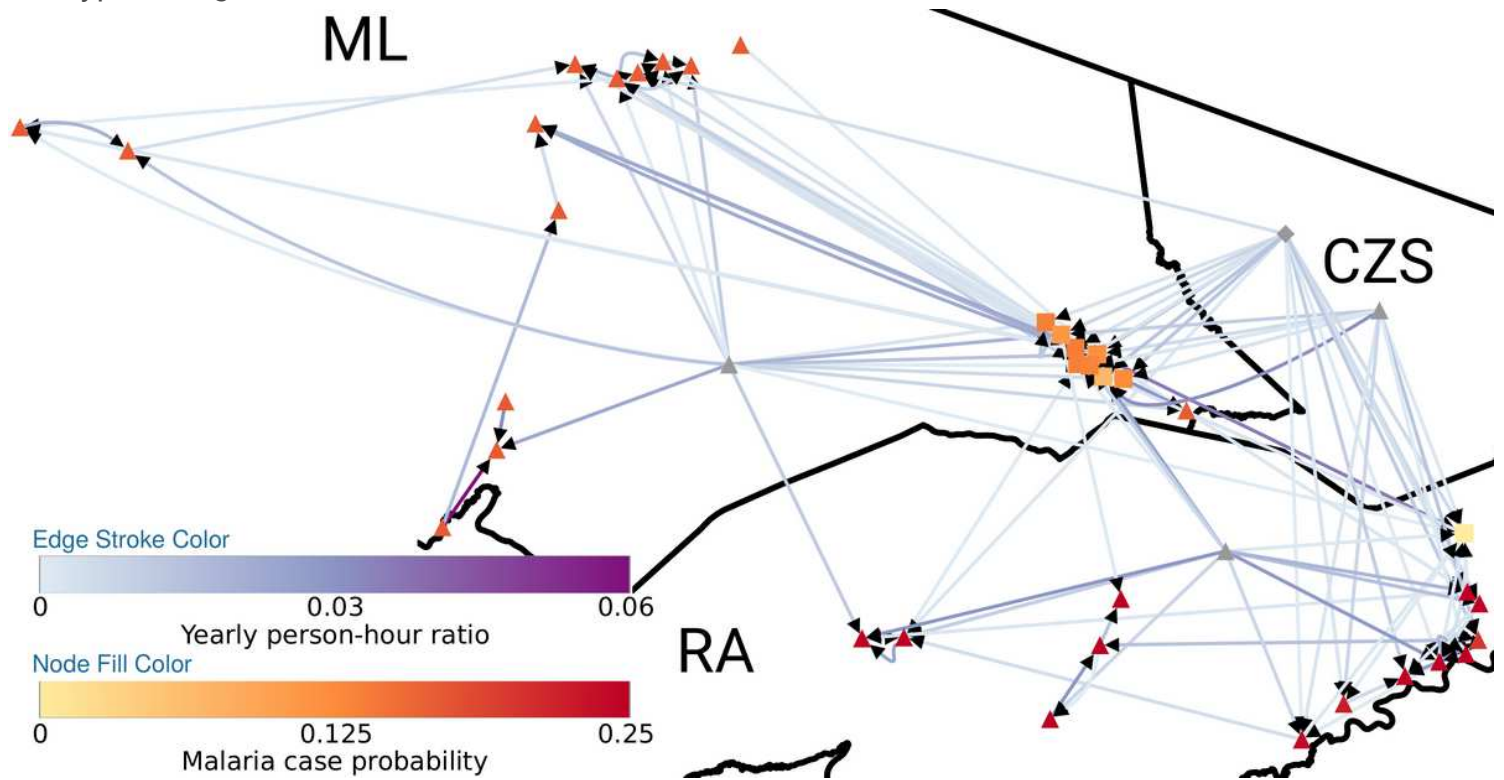 ML
CZS
Edge Stroke Color
0 0.03 0.06
Yearly person-hour ratio
RA
Node Fill Color
0 0.125 0.25
Malaria case probability